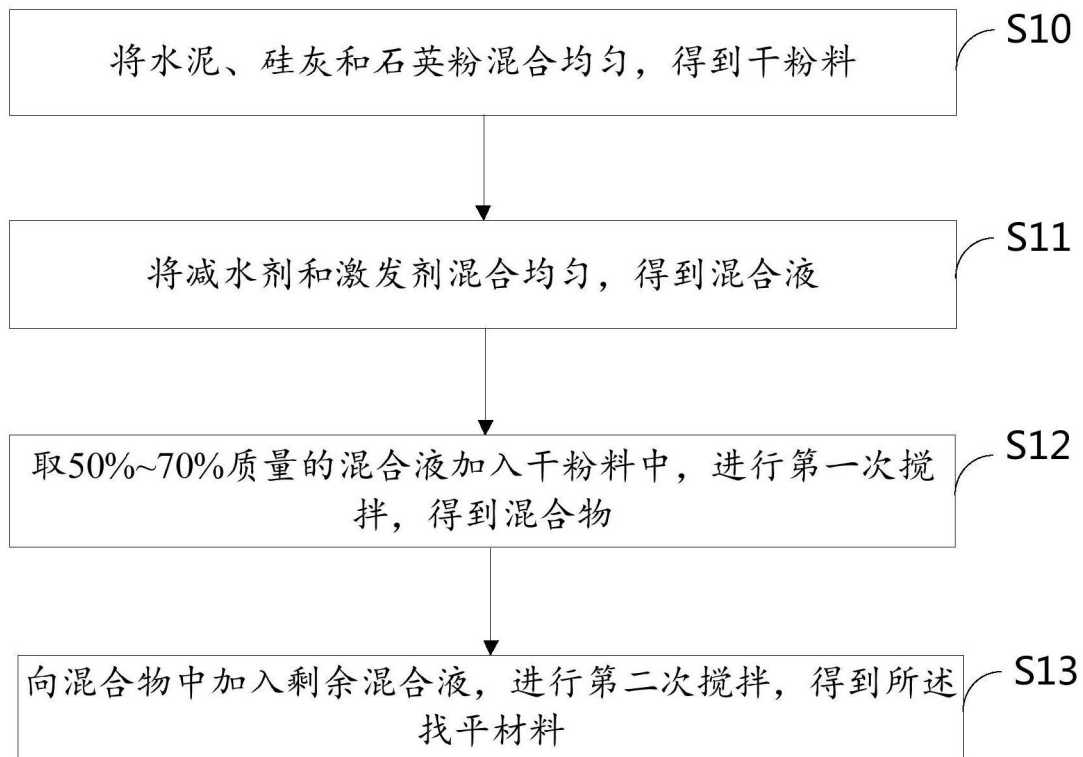 将水泥、硅灰和石英粉混合均匀，得到干粉料
S10
将减水剂和激发剂混合均匀，得到混合液
S11
取50%~70%质量的混合液加入干粉料中，进行第一次搅
拌，得到混合物
S12
向混合物中加入剩余混合液，进行第二次搅拌，得到所述
找平材料
S13